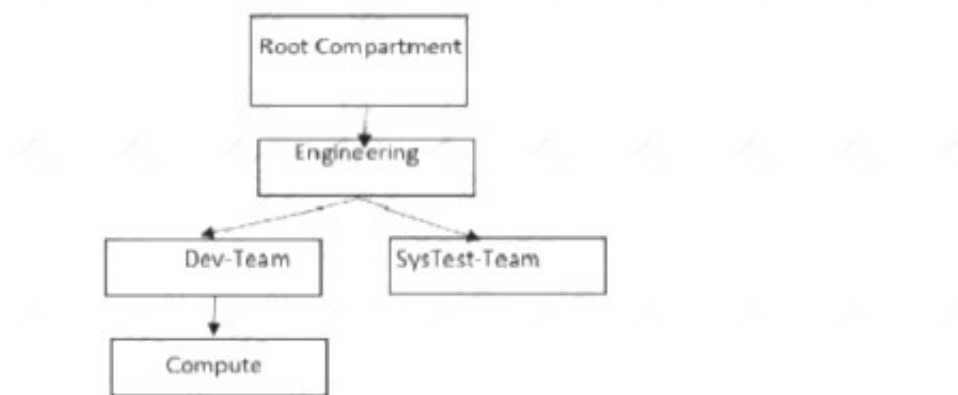 Root Compartment
Engineering
Dev-Team
SysTest-Team
Compute